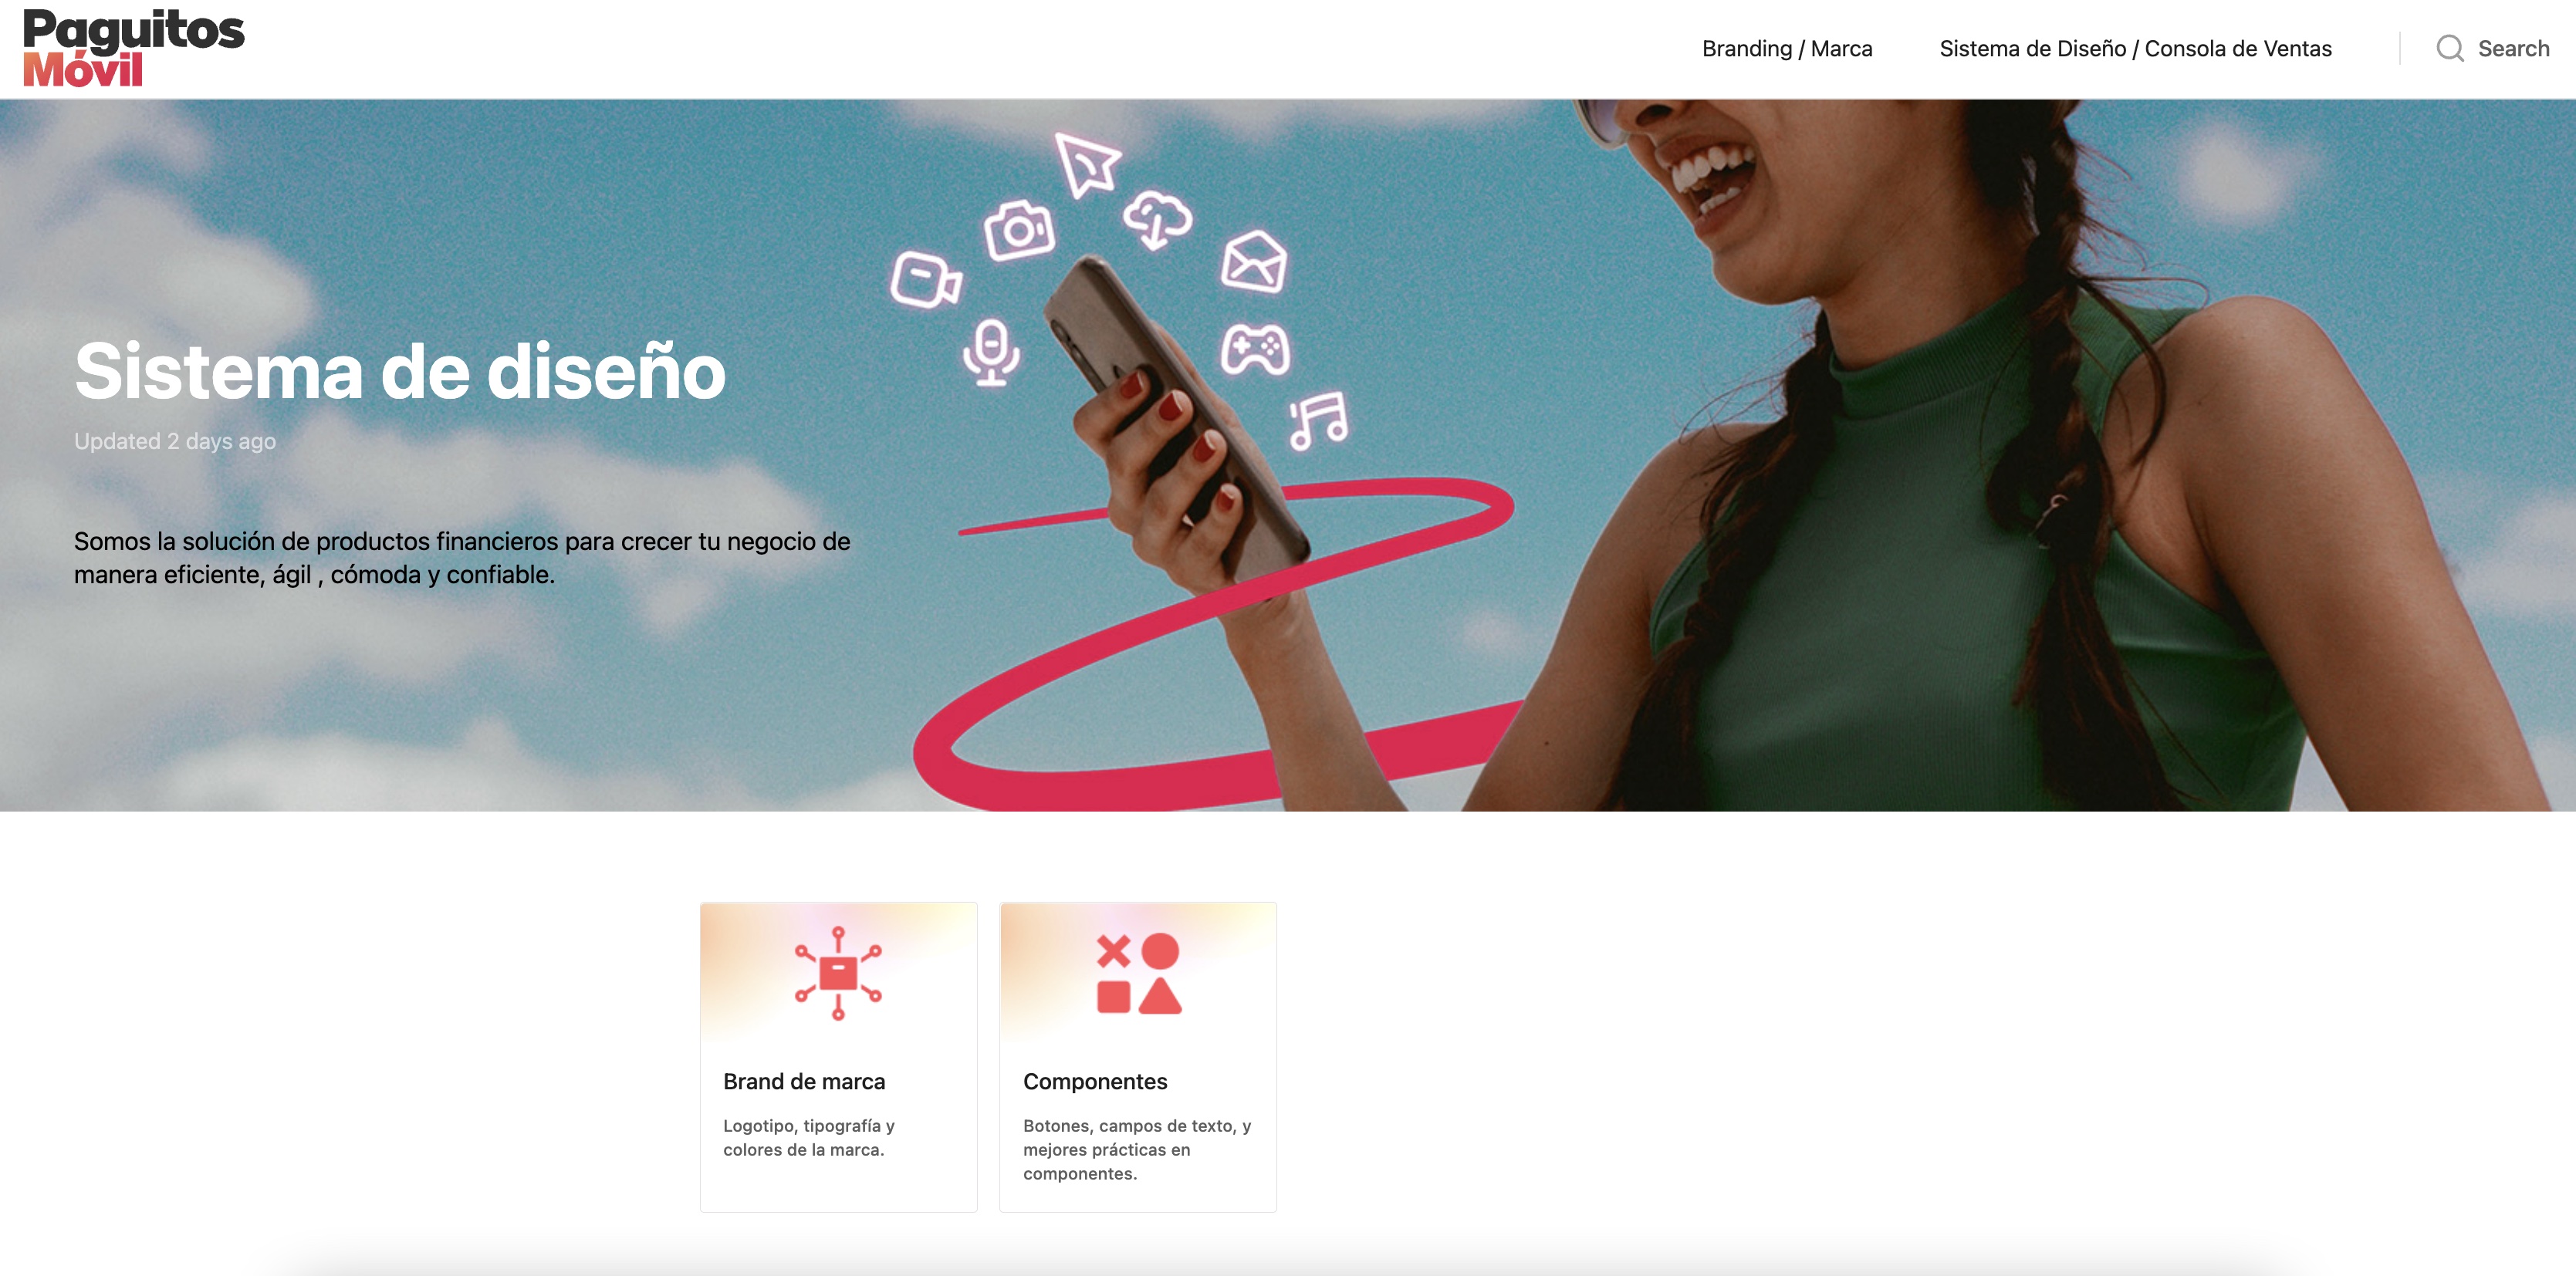 Paguitos
Móvil
Branding / Marca
Sistema de Diseño / Consola de Ventas
Search
Sistema de diseño
Updated 2 days ago
Somos la solución de productos financieros para crecer tu negocio de
manera eficiente, ágil , cómoda y confiable.
Brand de marca
Logotipo, tipografía y
colores de la marca.
Componentes
Botones, campos de texto, y
mejores prácticas en
componentes.